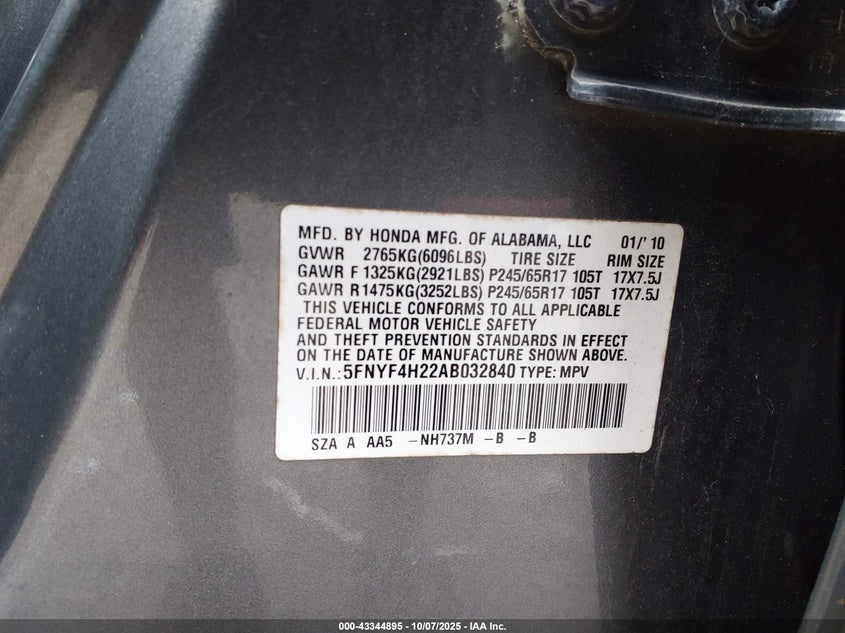 MFD. BY HONDA MFG. OF ALABAMA, LLC 01/'10
GVWR 2765KG(6096LBS) TIRE SIZE RIM SIZE
GAWR F 1325KG(2921LBS) P245/65R17 105T 17X7.5J
GAWR R1475KG(3252LBS) P245/65R17 105T 17X7.5J
THIS VEHICLE CONFORMS TO ALL APPLICABLE
FEDERAL MOTOR VEHICLE SAFETY
AND THEFT PREVENTION STANDARDS IN EFFECT
ON THE DATE OF MANUFACTURE SHOWN ABOVE.
V.I.N.: 5FNYF4H22AB032840 TYPE: MPV
SZA A AA5 -NH737M -B -B
000-43344895 - 10/07/2025 - IAA Inc.